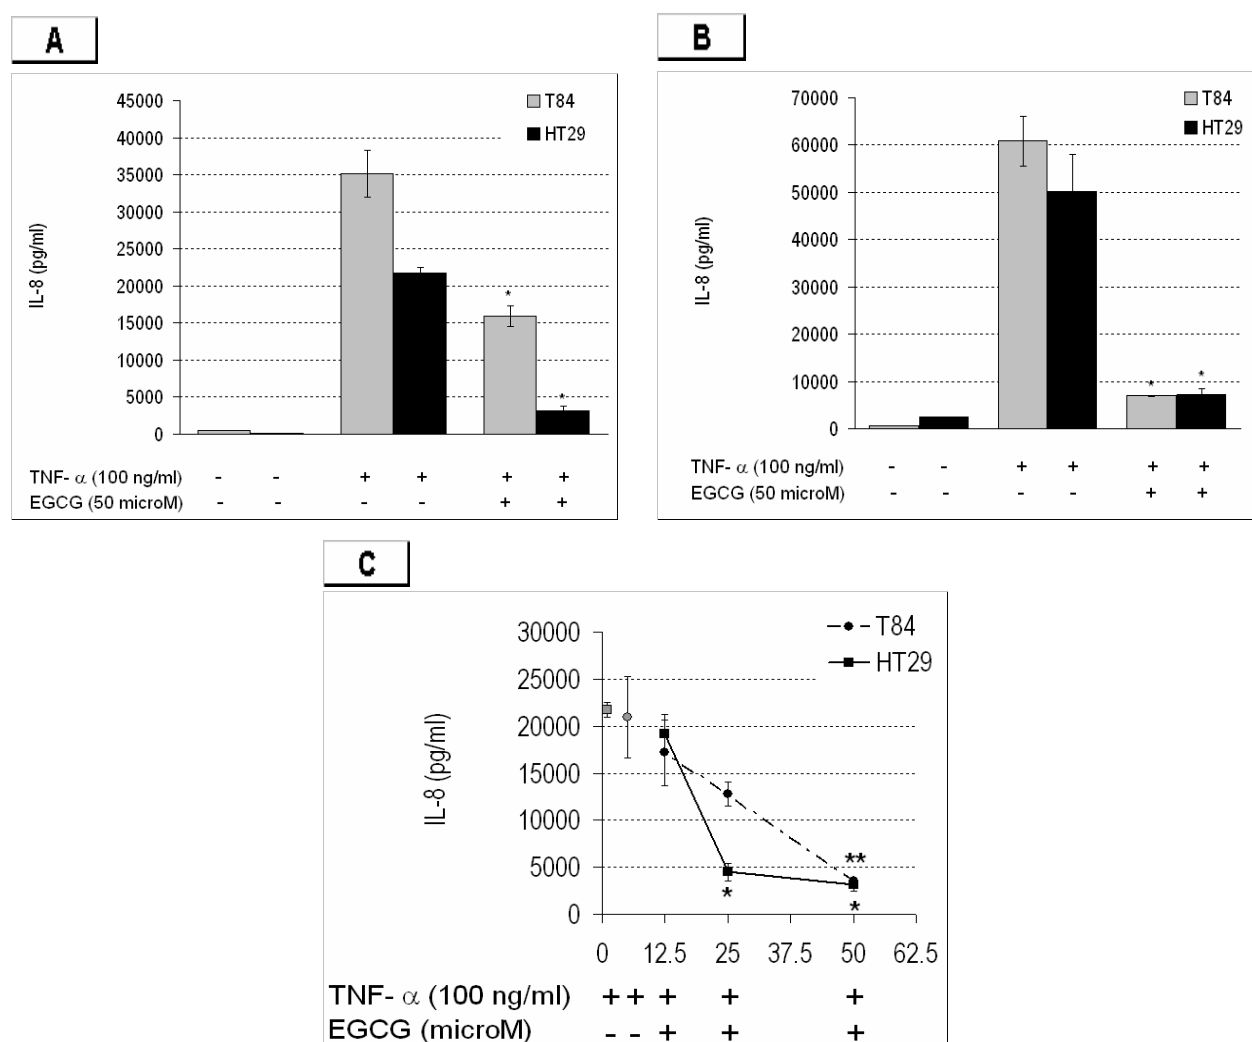 A
45000
40000
35000
30000
25000
20000
15000
10000
5000
0
IL-8 (pg/ml)
T84
HT29
*
*
TNF- α (100 ng/ml) - - + + + +
EGCG (50 microM) - - - - + +
B
70000
60000
50000
40000
30000
20000
10000
0
IL-8 (pg/ml)
T84
HT29
*
*
TNF- α (100 ng/ml) - - + + + +
EGCG (50 microM) - - - - + +
C
30000
25000
20000
15000
10000
5000
0
IL-8 (pg/ml)
T84
HT29
**
*
*
0 12.5 25 37.5 50 62.5
TNF- α (100 ng/ml) + + + + +
EGCG (microM) - - + + +